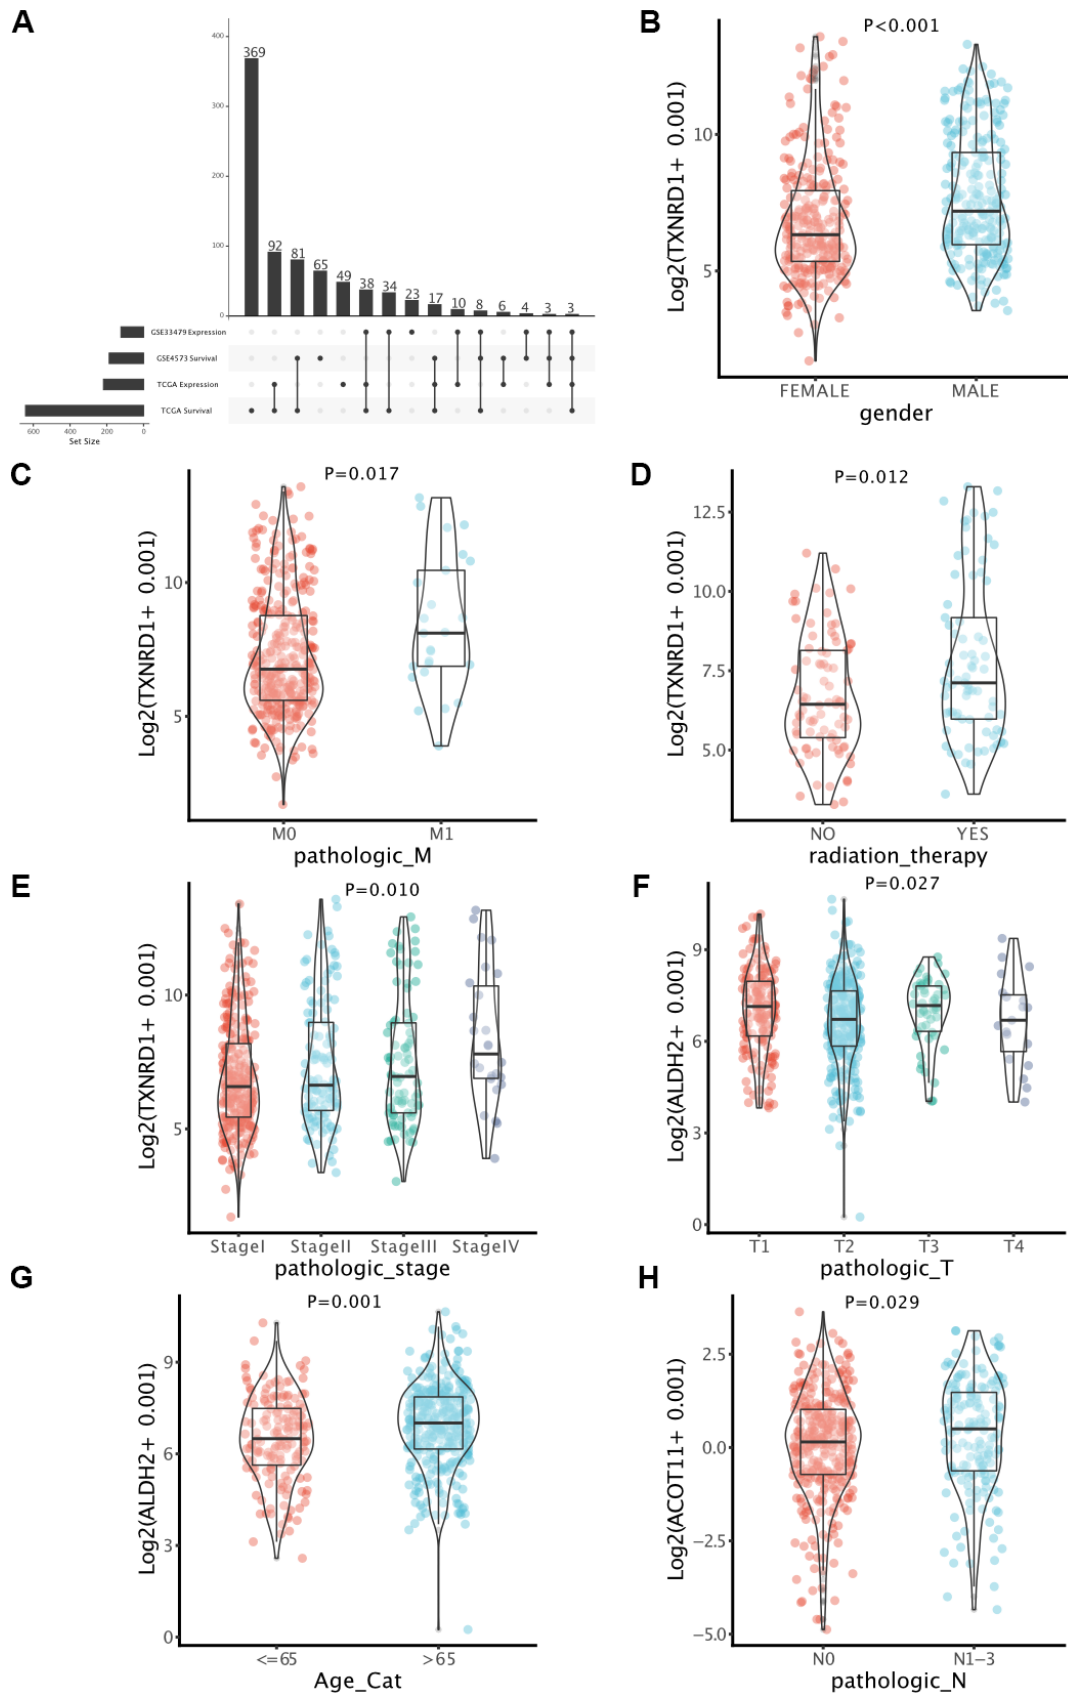 A
400
300
200
100
0
369
92
81
65
49
38
34
23
17
10
8
6
4
3
3
GSE33479 Expression
GSE4573 Survival
TCGA Expression
TCGA Survival
600
400
200
0
Set Size
B
P<0.001
Log2(TXNRD1+ 0.001)
10
5
FEMALE
MALE
gender
C
P=0.017
Log2(TXNRD1+ 0.001)
10
5
M0
M1
pathologic_M
D
P=0.012
Log2(TXNRD1+ 0.001)
12.5
10.0
7.5
5.0
NO
YES
radiation_therapy
E
P=0.010
Log2(TXNRD1+ 0.001)
10
5
StageI
StageII
StageIII
StageIV
pathologic_stage
F
P=0.027
Log2(ALDH2+ 0.001)
9
6
3
0
T1
T2
T3
T4
pathologic_T
G
P=0.001
Log2(ALDH2+ 0.001)
9
6
3
0
<=65
>65
Age_Cat
H
P=0.029
Log2(ACOT11+ 0.001)
2.5
0.0
−2.5
−5.0
N0
N1−3
pathologic_N